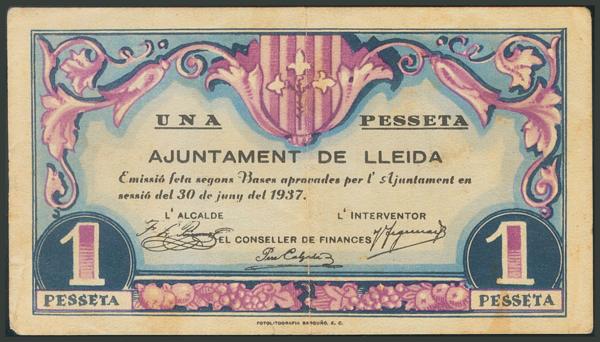 UNA PESSETA
AJUNTAMENT DE LLEIDA
Emissió feta segons Bases aprovades per l'Ajuntament en
sessió del 30 de juny del 1937.
L'ALCALDE L'INTERVENTOR
EL CONSELLER DE FINANCES
1 1
PESSETA PESSETA
FOTOLITOGRAFIA BARGUÑO, E. C.